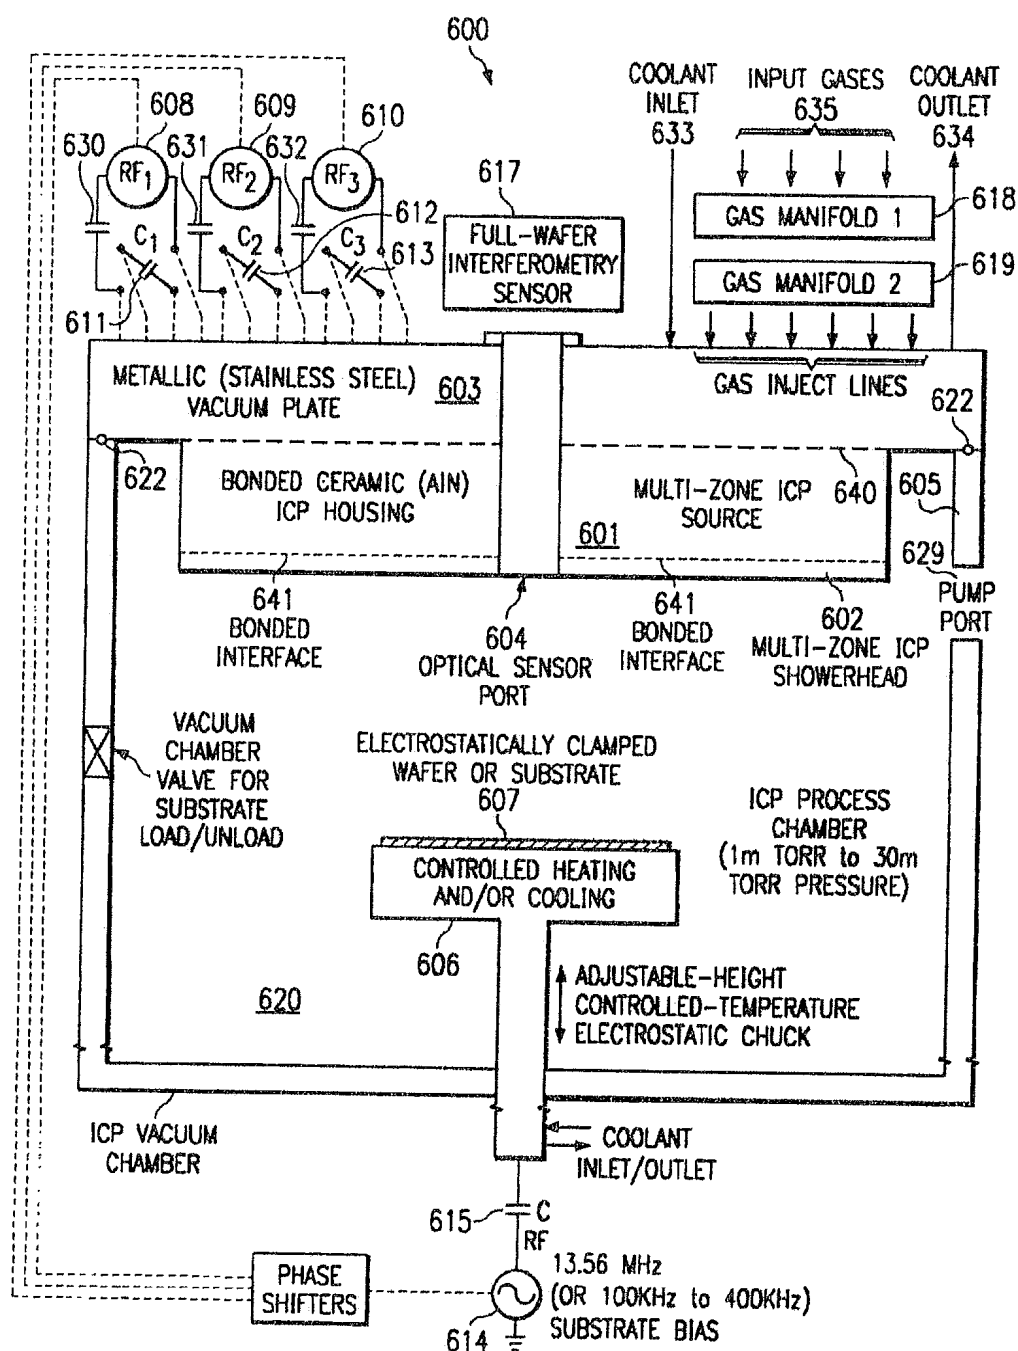 600
COOLANT
INLET
633
INPUT GASES
635
COOLANT
OUTLET
634
608
609
610
630
631
632
RF1
RF2
RF3
617
612
618
GAS MANIFOLD 1
FULL-WAFER
INTERFEROMETRY
SENSOR
C1
C2
C3
613
619
GAS MANIFOLD 2
611
METALLIC (STAINLESS STEEL)
VACUUM PLATE
603
GAS INJECT LINES
622
622
BONDED CERAMIC (AlN)
ICP HOUSING
MULTI-ZONE ICP
SOURCE
640
605
601
629
PUMP
PORT
641
BONDED
INTERFACE
604
OPTICAL SENSOR
PORT
641
BONDED
INTERFACE
602
MULTI-ZONE ICP
SHOWERHEAD
VACUUM
CHAMBER
VALVE FOR
SUBSTRATE
LOAD/UNLOAD
ELECTROSTATICALLY CLAMPED
WAFER OR SUBSTRATE
607
ICP PROCESS
CHAMBER
(1m TORR to 30m
TORR PRESSURE)
CONTROLLED HEATING
AND/OR COOLING
606
620
ADJUSTABLE-HEIGHT
CONTROLLED-TEMPERATURE
ELECTROSTATIC CHUCK
ICP VACUUM
CHAMBER
COOLANT
INLET/OUTLET
615
C
RF
PHASE
SHIFTERS
13.56 MHz
(OR 100KHz to 400KHz)
SUBSTRATE BIAS
614